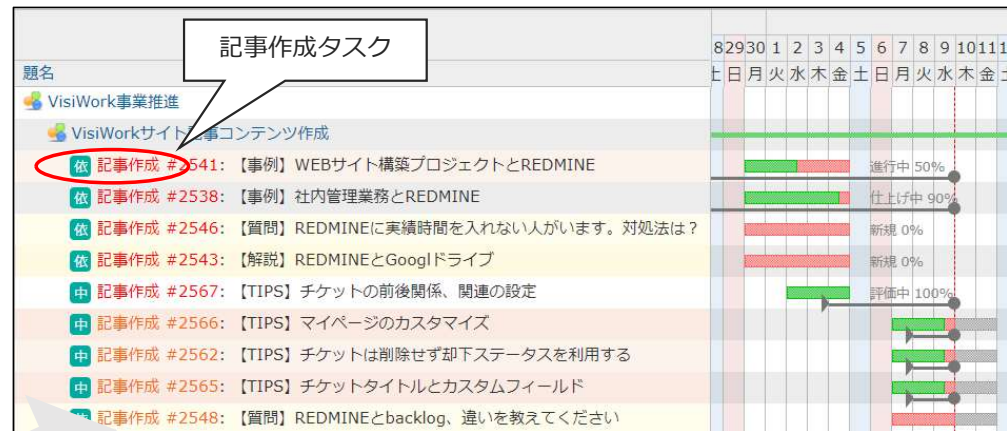 記事作成タスク
8 29 30 1 2 3 4 5 6 7 8 9 10 11 1
題名
土 日 月 火 水 木 金 土 日 月 火 水 木 金 土
VisiWork事業推進
VisiWorkサイト記事コンテンツ作成
依 記事作成 #2541: 【事例】WEBサイト構築プロジェクトとREDMINE 進行中 50%
依 記事作成 #2538: 【事例】社内管理業務とREDMINE 仕上げ中 90%
依 記事作成 #2546: 【質問】REDMINEに実績時間を入れない人がいます。対処法は? 新規 0%
依 記事作成 #2543: 【解説】REDMINEとGooglドライブ 新規 0%
中 記事作成 #2567: 【TIPS】チケットの前後関係、関連の設定 評価中 100%
中 記事作成 #2566: 【TIPS】マイページのカスタマイズ
中 記事作成 #2562: 【TIPS】チケットは削除せず却下ステータスを利用する
中 記事作成 #2565: 【TIPS】チケットタイトルとカスタムフィールド
記事作成 #2548: 【質問】REDMINEとbacklog、違いを教えてください